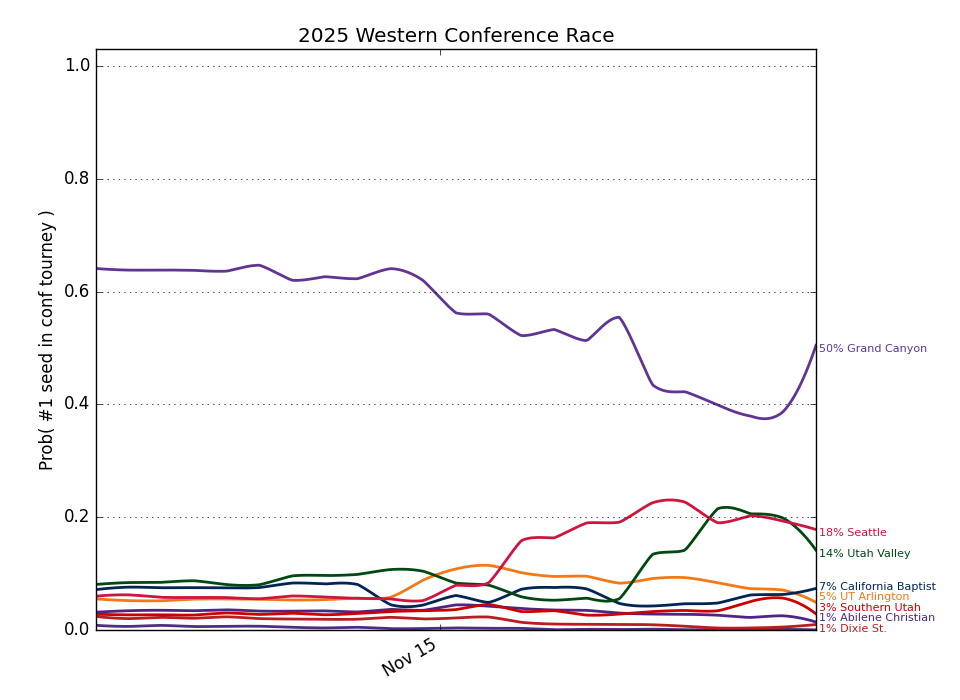 2025 Western Conference Race
Prob( #1 seed in conf tourney )
1.0
0.8
0.6
0.4
0.2
0.0
Nov 15
50% Grand Canyon
18% Seattle
14% Utah Valley
7% California Baptist
5% UT Arlington
3% Southern Utah
1% Abilene Christian
1% Dixie St.